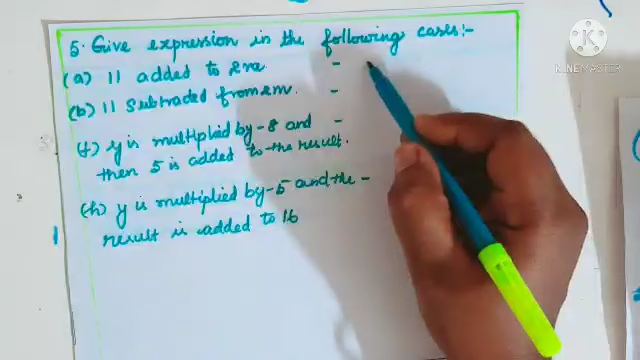 5. Give expression in the following cases:-
(a) 11 added to 2m -
(b) 11 subtracted from 2m. -
(f) y is multiplied by -8 and -
then 5 is added to the result.
(h) y is multiplied by -5 and the -
result is added to 16
KINEMASTER